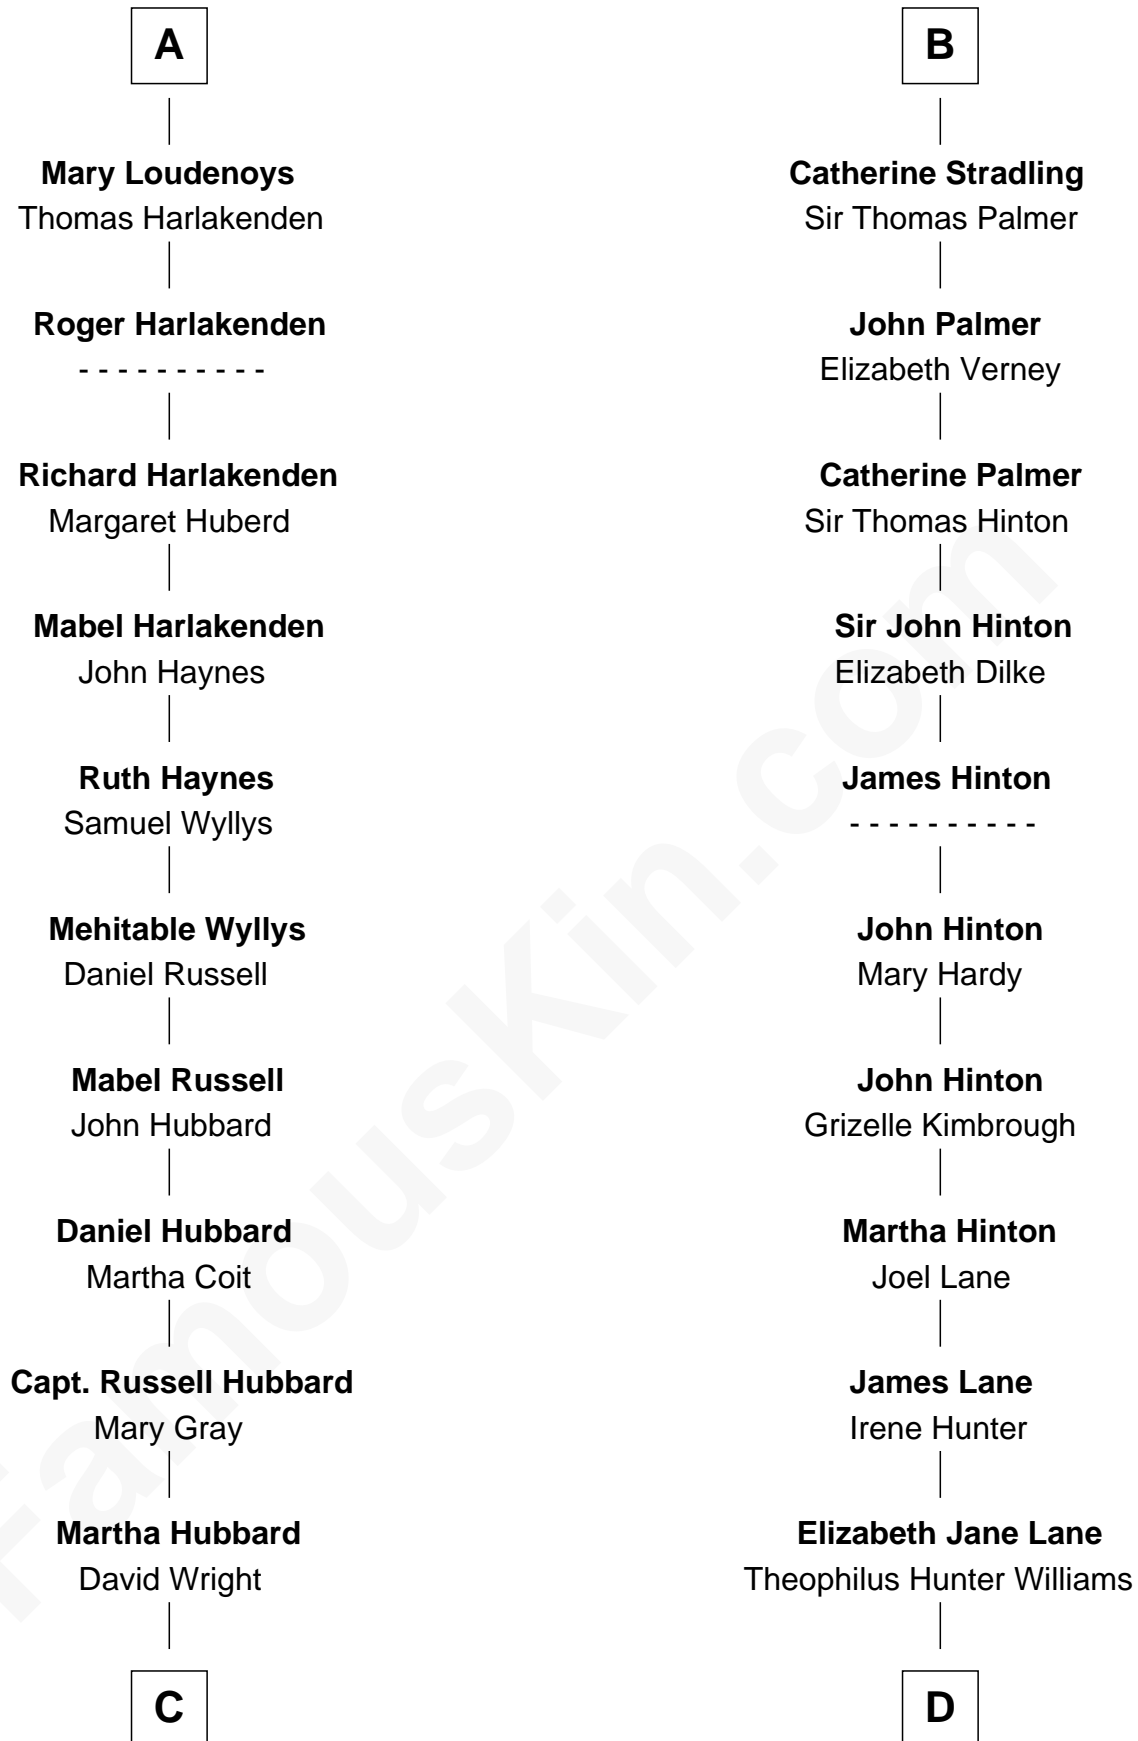 A
Mary Loudenoys
Thomas Harlakenden
Roger Harlakenden
- - - - - - - - - -
Richard Harlakenden
Margaret Huberd
Mabel Harlakenden
John Haynes
Ruth Haynes
Samuel Wyllys
Mehitable Wyllys
Daniel Russell
Mabel Russell
John Hubbard
Daniel Hubbard
Martha Coit
Capt. Russell Hubbard
Mary Gray
Martha Hubbard
David Wright
C
B
Catherine Stradling
Sir Thomas Palmer
John Palmer
Elizabeth Verney
Catherine Palmer
Sir Thomas Hinton
Sir John Hinton
Elizabeth Dilke
James Hinton
- - - - - - - - - -
John Hinton
Mary Hardy
John Hinton
Grizelle Kimbrough
Martha Hinton
Joel Lane
James Lane
Irene Hunter
Elizabeth Jane Lane
Theophilus Hunter Williams
D
FamousKin.com